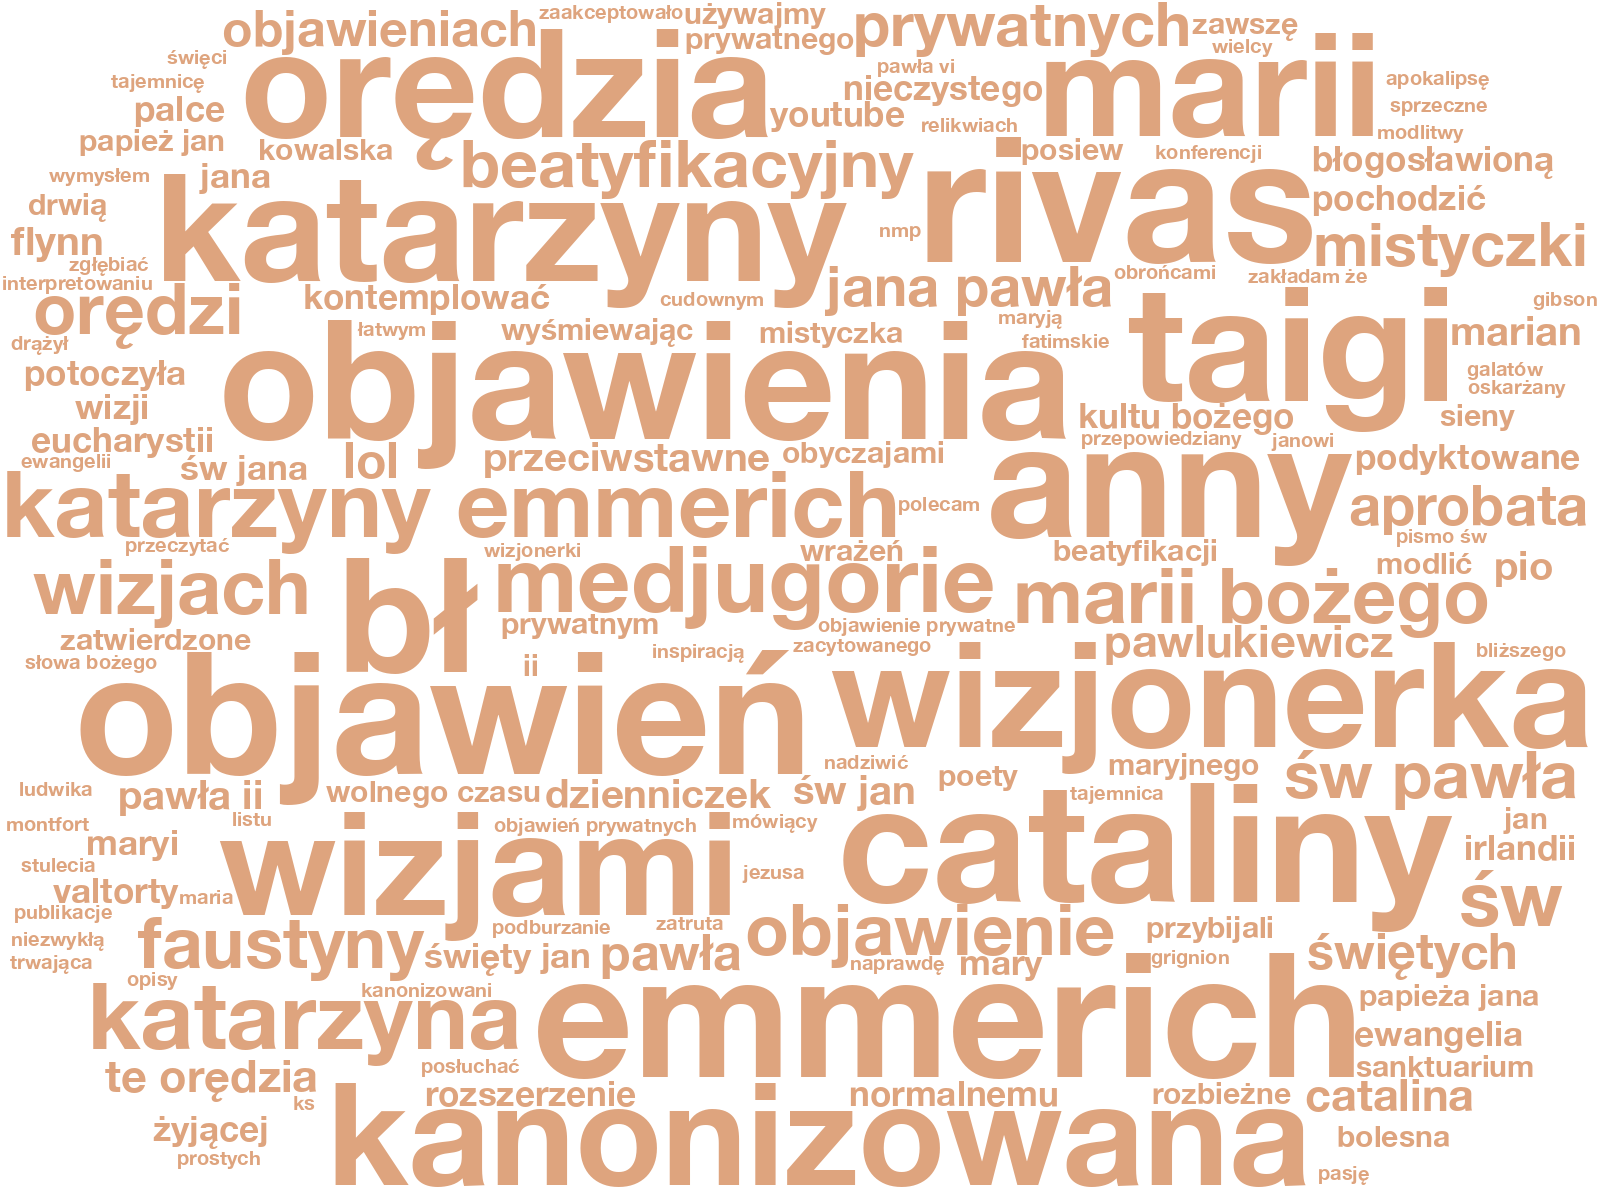 zaakceptowało używajmy
objawieniach prywatnego prywatnych zawszę
wielcy
święci orędzia pawła vi marii apokalipsę
tajemnicę nieczystego sprzeczne
palce youtube relikwiach modlitwy
papież jan kowalska beatyfikacyjny posiew konferencji błogosławioną
wymysłem jana rivas pochodzić
drwią katarzyny nmp mistyczki
flynn
zgłębiać obrońcami zakładam że
interpretowaniu kontemplować cudownym jana pawła gibson
orędzi łatwym wyśmiewając mistyczka maryją taigi marian
drążył fatimskie
potoczyła objawienia galatów
oskarżany
wizji kultu bożego sieny
eucharystii przepowiedziany janowi
ewangelii św jana lol przeciwstawne obyczajami anny podyktowane
katarzyny emmerich polecam aprobata
przeczytać wizjonerki wrażeń beatyfikacji pismo św
wizjach bł medjugorie modlić pio
marii bożego
zatwierdzone prywatnym objawienie prywatne pawlukiewicz
słowa bożego ii inspiracją zacytowanego bliższego
objawień wizjonerka
nadziwić maryjnego św pawła
ludwika pawła ii wolnego czasu dzienniczek św jan poety tajemnica
montfort listu objawień prywatnych mówiący jan
maryi wizjami cataliny irlandii
stulecia jezusa
valtorty maria św
publikacje podburzanie zatruta objawienie przybijali
niezwykłą faustyny święty jan pawła naprawdę mary grignion świętych
trwająca
opisy kanonizowani emmerich papieża jana
katarzyna ewangelia
te orędzia posłuchać sanktuarium
ks rozszerzenie normalnemu rozbieżne catalina
żyjącej kanonizowana bolesna
prostych pasję